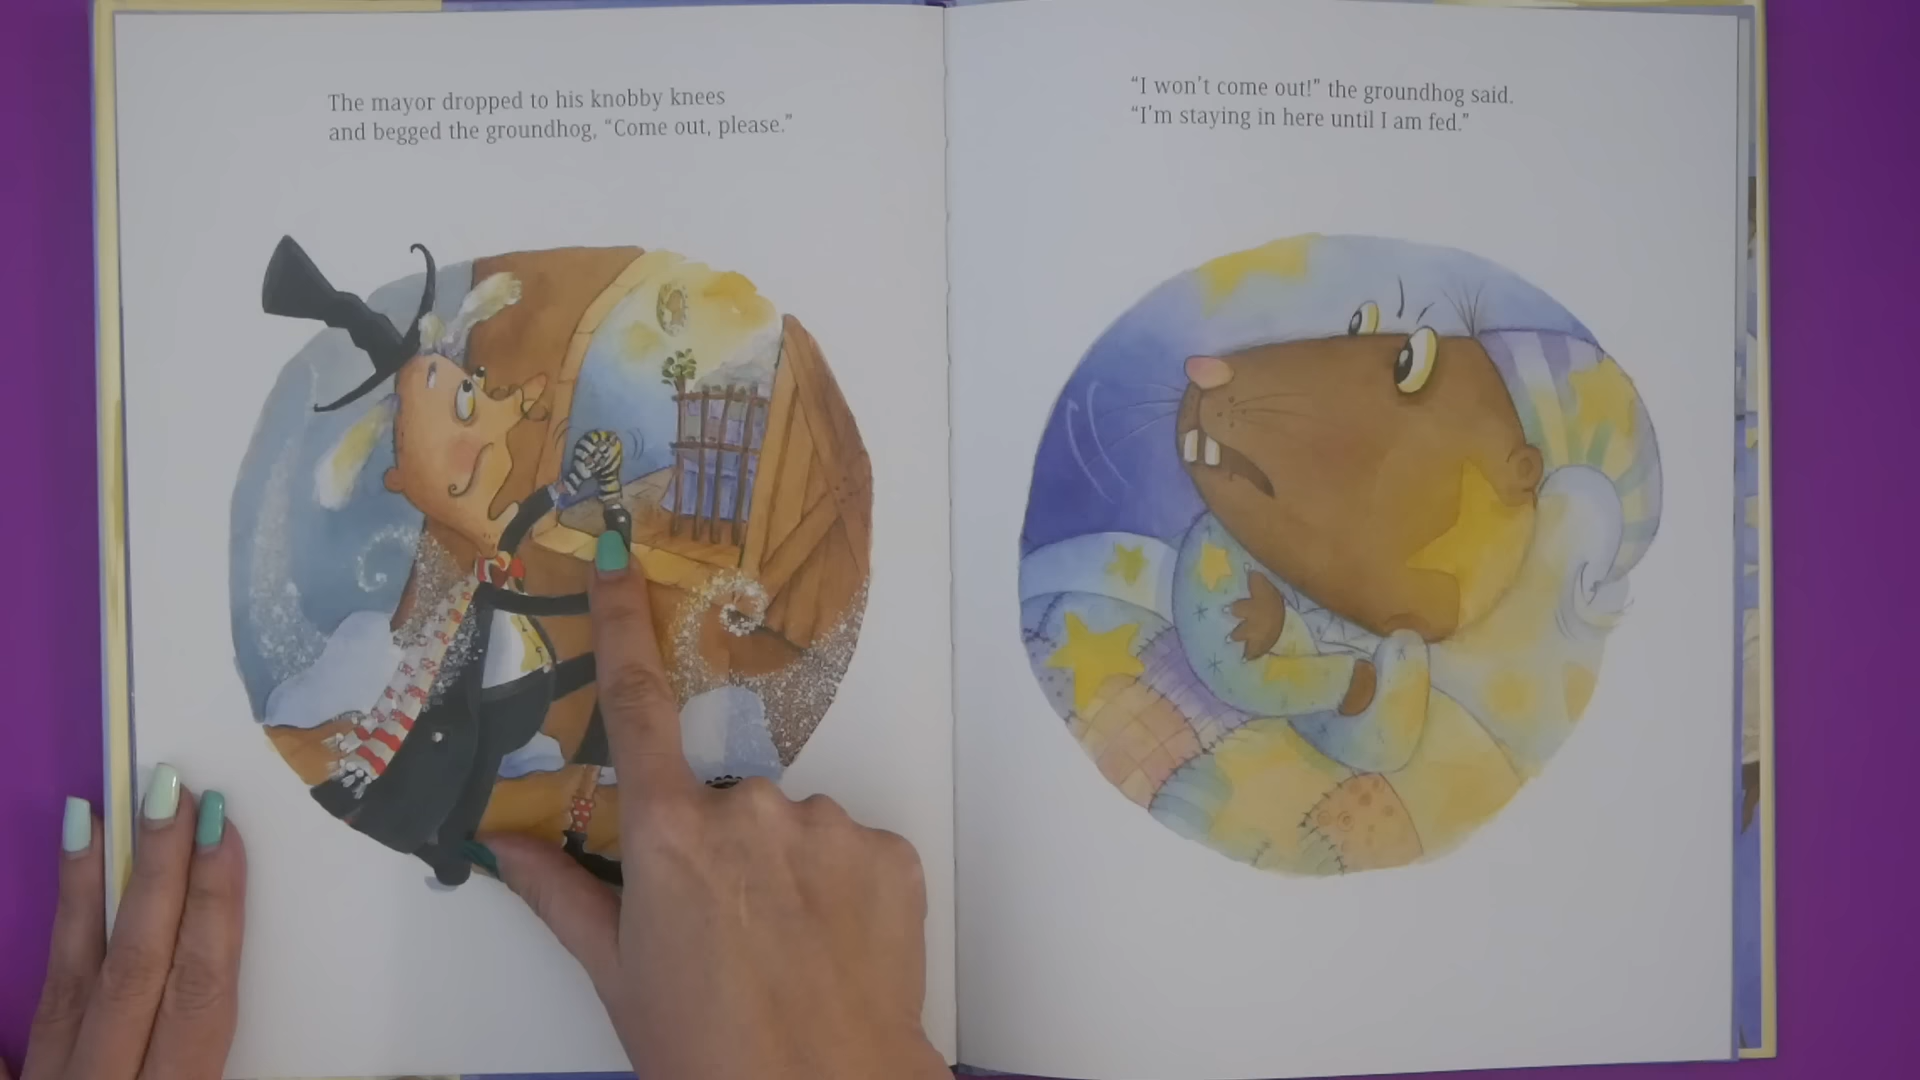 The mayor dropped to his knobby knees
and begged the groundhog, “Come out, please.”
“I won't come out!” the groundhog said.
“I'm staying in here until I am fed.”